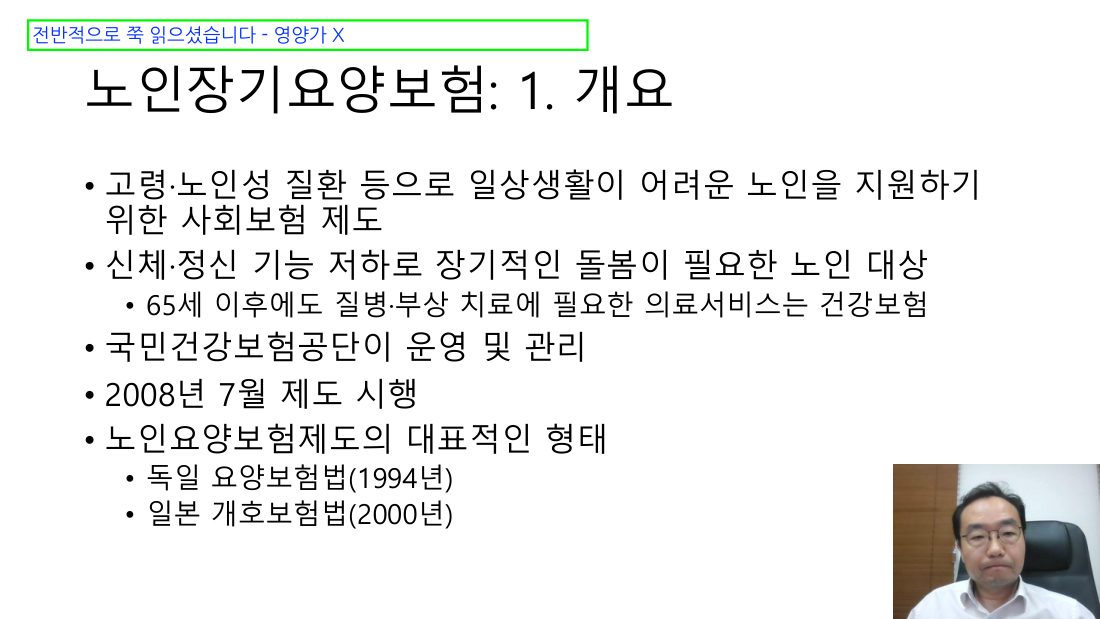 전반적으로 쭉 읽으셨습니다 - 영양가 X
노인장기요양보험: 1. 개요
• 고령·노인성 질환 등으로 일상생활이 어려운 노인을 지원하기
위한 사회보험 제도
• 신체·정신 기능 저하로 장기적인 돌봄이 필요한 노인 대상
• 65세 이후에도 질병·부상 치료에 필요한 의료서비스는 건강보험
• 국민건강보험공단이 운영 및 관리
• 2008년 7월 제도 시행
• 노인요양보험제도의 대표적인 형태
• 독일 요양보험법(1994년)
• 일본 개호보험법(2000년)